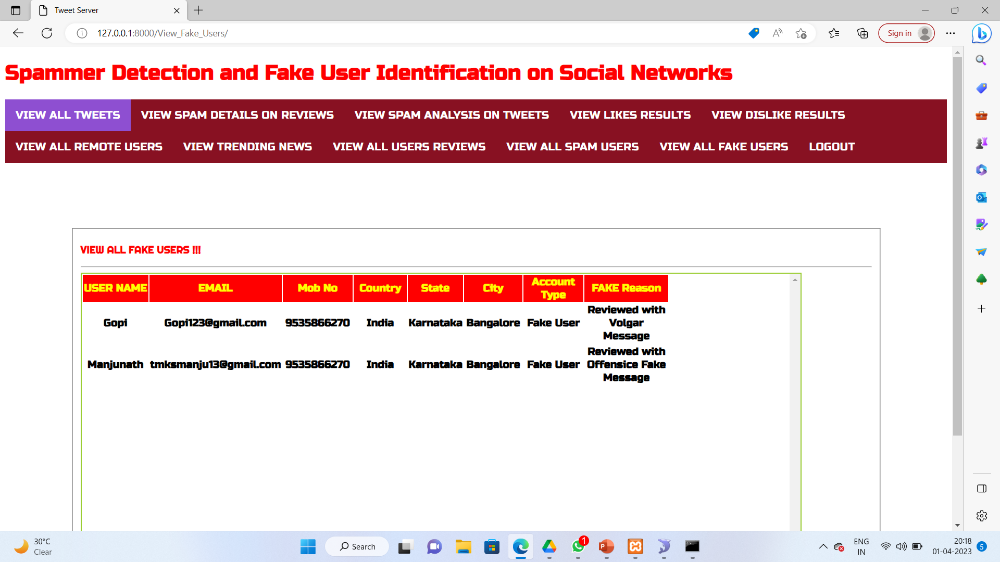 Tweet Server
127.0.0.1:8000/View_Fake_Users/
Sign in
Spammer Detection and Fake User Identification on Social Networks
VIEW ALL TWEETS VIEW SPAM DETAILS ON REVIEWS VIEW SPAM ANALYSIS ON TWEETS VIEW LIKES RESULTS VIEW DISLIKE RESULTS
VIEW ALL REMOTE USERS VIEW TRENDING NEWS VIEW ALL USERS REVIEWS VIEW ALL SPAM USERS VIEW ALL FAKE USERS LOGOUT
VIEW ALL FAKE USERS !!!
USER NAME EMAIL Mob No Country State City Account Type FAKE Reason
Gopi Gopi123@gmail.com 9535866270 India Karnataka Bangalore Fake User Reviewed with Volgar Message
Manjunath tmksmanju13@gmail.com 9535866270 India Karnataka Bangalore Fake User Reviewed with Offensice Fake Message
30°C
Clear
Search
1
ENG
IN
20:18
01-04-2023
5